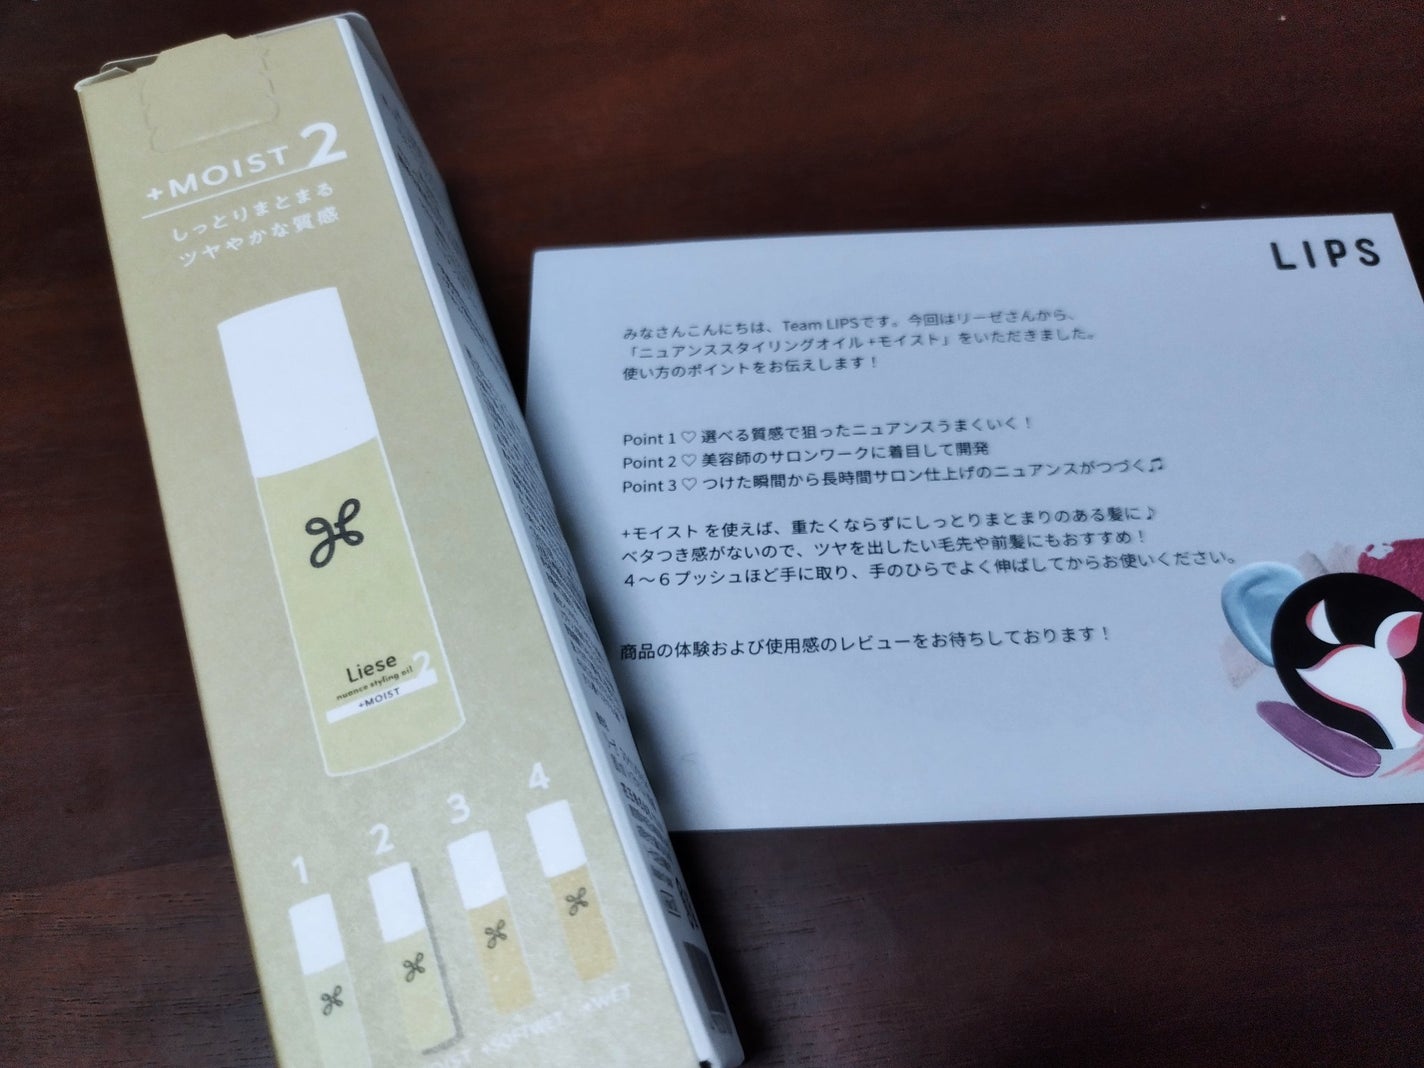 +MOIST 2
しっとりまとまる
ツヤやかな質感
Liese
nuance styling oil 2
+MOIST
1
2
3
4
+WET
LIPS
みなさんこんにちは、Team LIPSです。今回はリーゼさんから、
「ニュアンススタイリングオイル +モイスト」をいただきました。
使い方のポイントをお伝えします！
Point 1 ♡ 選べる質感で狙ったニュアンスうまくいく！
Point 2 ♡ 美容師のサロンワークに着目して開発
Point 3 ♡ つけた瞬間から長時間サロン仕上げのニュアンスがつづく♫
+モイスト を使えば、重たくならずにしっとりまとまりのある髪に♪
ベタつき感がないので、ツヤを出したい毛先や前髪にもおすすめ！
４〜６プッシュほど手に取り、手のひらでよく伸ばしてからお使いください。
商品の体験および使用感のレビューをお待ちしております！